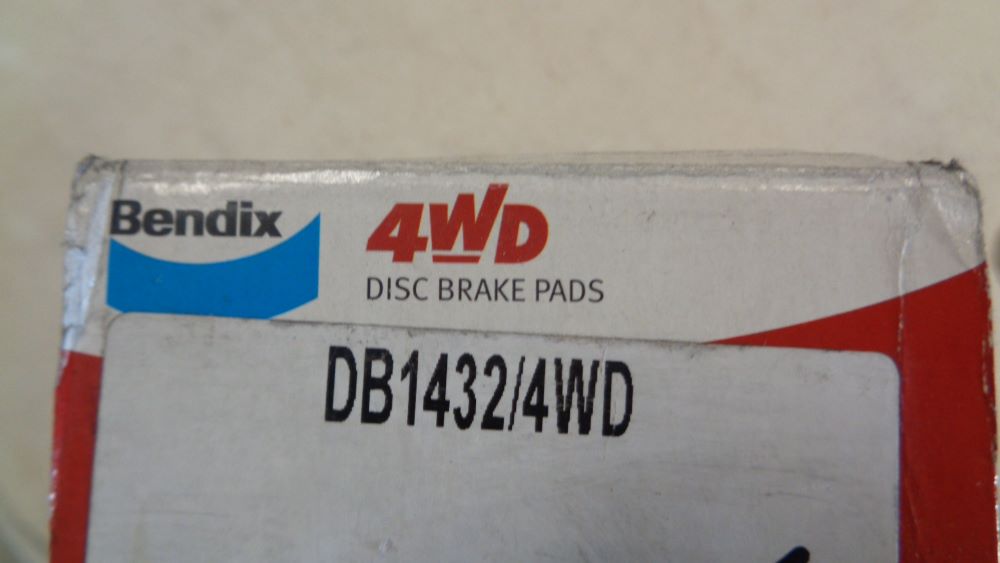 Bendix
4WD
DISC BRAKE PADS
DB1432/4WD